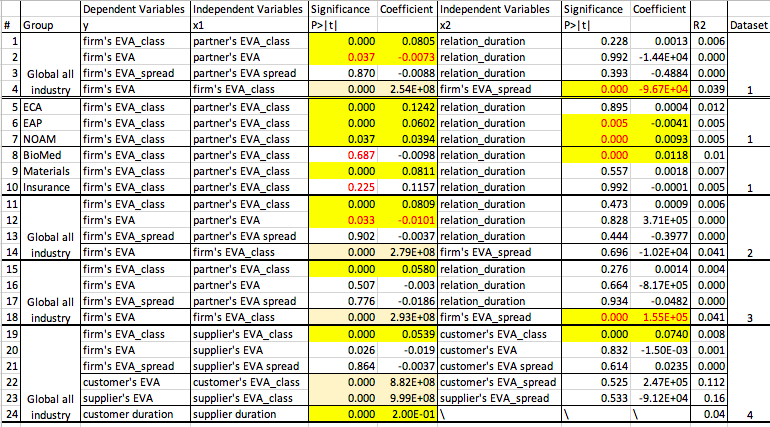 Dependent Variables Independent Variables Significance Coefficient Independent Variables Significance Coefficient
# Group y x1 P>|t| x2 P>|t| R2 Dataset
1 firm's EVA_class partner's EVA_class 0.000 0.0805 relation_duration 0.228 0.0013 0.006
2 firm's EVA partner's EVA 0.037 -0.0073 relation_duration 0.992 -1.44E+04 0.000
3 Global all firm's EVA_spread partner's EVA spread 0.870 -0.0088 relation_duration 0.393 -0.4884 0.000
4 industry firm's EVA firm's EVA_class 0.000 2.54E+08 firm's EVA_spread 0.000 -9.67E+04 0.039 1
5 ECA firm's EVA_class partner's EVA_class 0.000 0.1242 relation_duration 0.895 0.0004 0.012
6 EAP firm's EVA_class partner's EVA_class 0.000 0.0602 relation_duration 0.005 -0.0041 0.005
7 NOAM firm's EVA_class partner's EVA_class 0.037 0.0394 relation_duration 0.000 0.0093 0.005 1
8 BioMed firm's EVA_class partner's EVA_class 0.687 -0.0098 relation_duration 0.000 0.0118 0.01
9 Materials firm's EVA_class partner's EVA_class 0.000 0.0811 relation_duration 0.557 0.0018 0.007
10 Insurance firm's EVA_class partner's EVA_class 0.225 0.1157 relation_duration 0.992 -0.0001 0.005 1
11 firm's EVA_class partner's EVA_class 0.000 0.0809 relation_duration 0.473 0.0009 0.006
12 firm's EVA partner's EVA 0.033 -0.0101 relation_duration 0.828 3.71E+05 0.000
13 Global all firm's EVA_spread partner's EVA spread 0.902 -0.0037 relation_duration 0.444 -0.3977 0.000
14 industry firm's EVA firm's EVA_class 0.000 2.79E+08 firm's EVA_spread 0.696 -1.02E+04 0.041 2
15 firm's EVA_class partner's EVA_class 0.000 0.0580 relation_duration 0.276 0.0014 0.004
16 firm's EVA partner's EVA 0.507 -0.003 relation_duration 0.664 -8.17E+05 0.000
17 Global all firm's EVA_spread partner's EVA spread 0.776 -0.0186 relation_duration 0.934 -0.0482 0.000
18 industry firm's EVA firm's EVA_class 0.000 2.93E+08 firm's EVA_spread 0.000 1.55E+05 0.041 3
19 firm's EVA_class supplier's EVA_class 0.000 0.0539 customer's EVA_class 0.000 0.0740 0.008
20 firm's EVA supplier's EVA 0.026 -0.019 customer's EVA 0.832 -1.50E-03 0.001
21 firm's EVA_spread supplier's EVA spread 0.864 -0.0037 customer's EVA spread 0.614 0.0235 0.000
22 customer's EVA customer's EVA_class 0.000 8.82E+08 customer's EVA_spread 0.525 2.47E+05 0.112
23 Global all supplier's EVA supplier's EVA_class 0.000 9.99E+08 supplier's EVA_spread 0.533 -9.12E+04 0.16
24 industry customer duration supplier duration 0.000 2.00E-01 \ \ \ 0.04 4